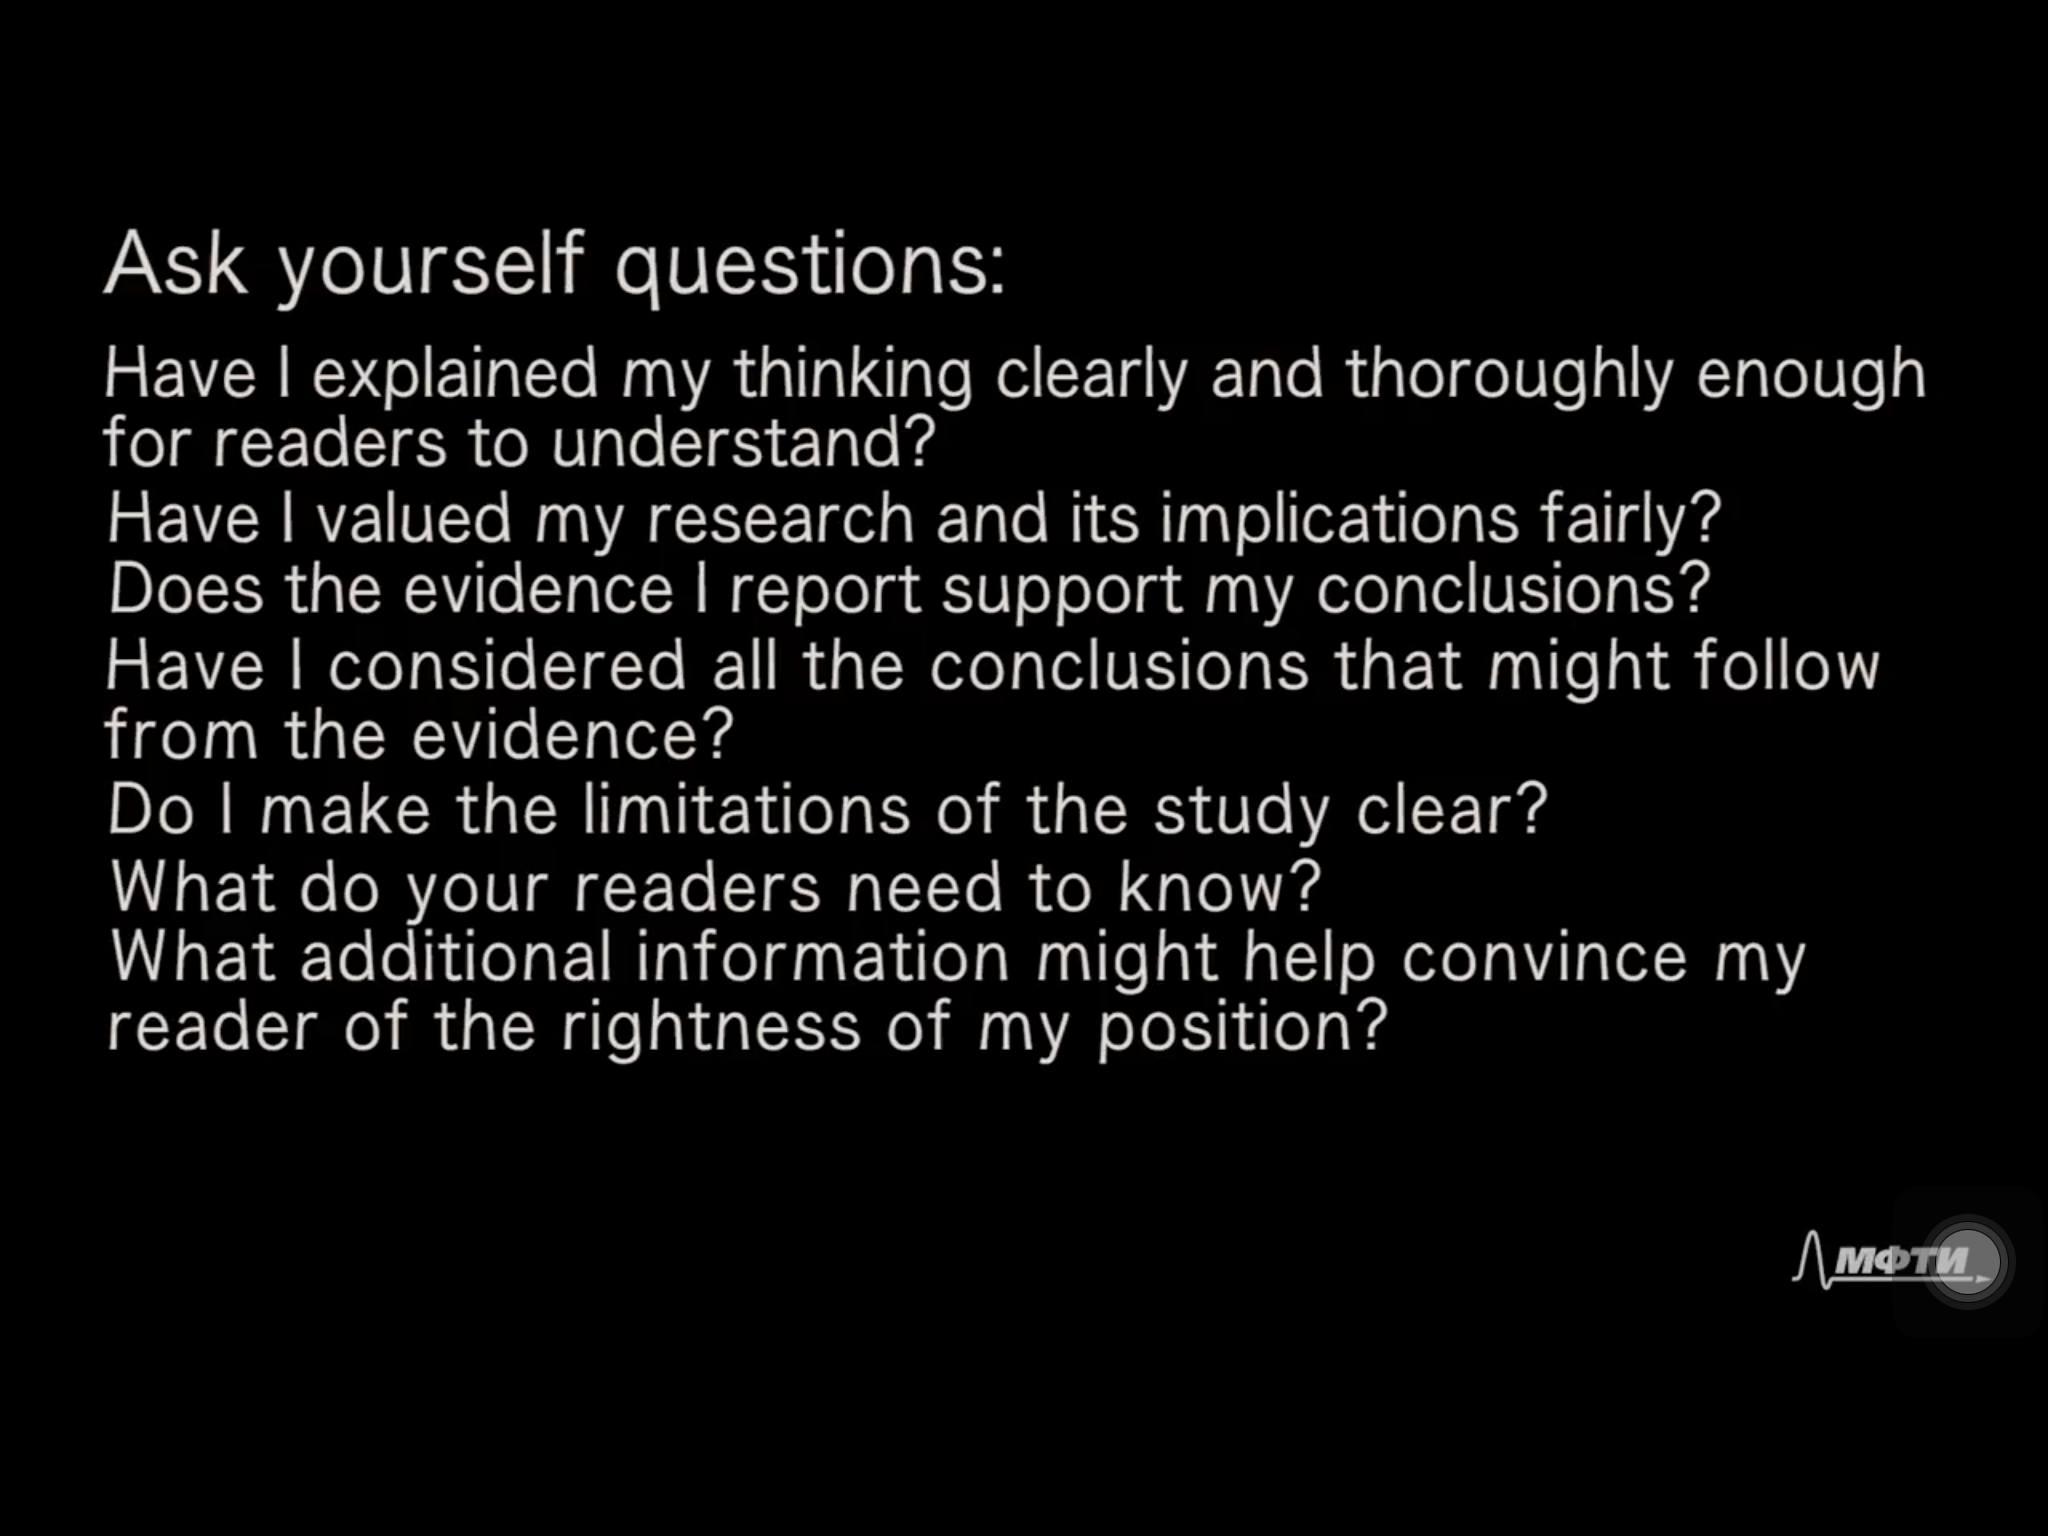 Ask yourself questions:
Have I explained my thinking clearly and thoroughly enough
for readers to understand?
Have I valued my research and its implications fairly?
Does the evidence I report support my conclusions?
Have I considered all the conclusions that might follow
from the evidence?
Do I make the limitations of the study clear?
What do your readers need to know?
What additional information might help convince my
reader of the rightness of my position?
МФТИ